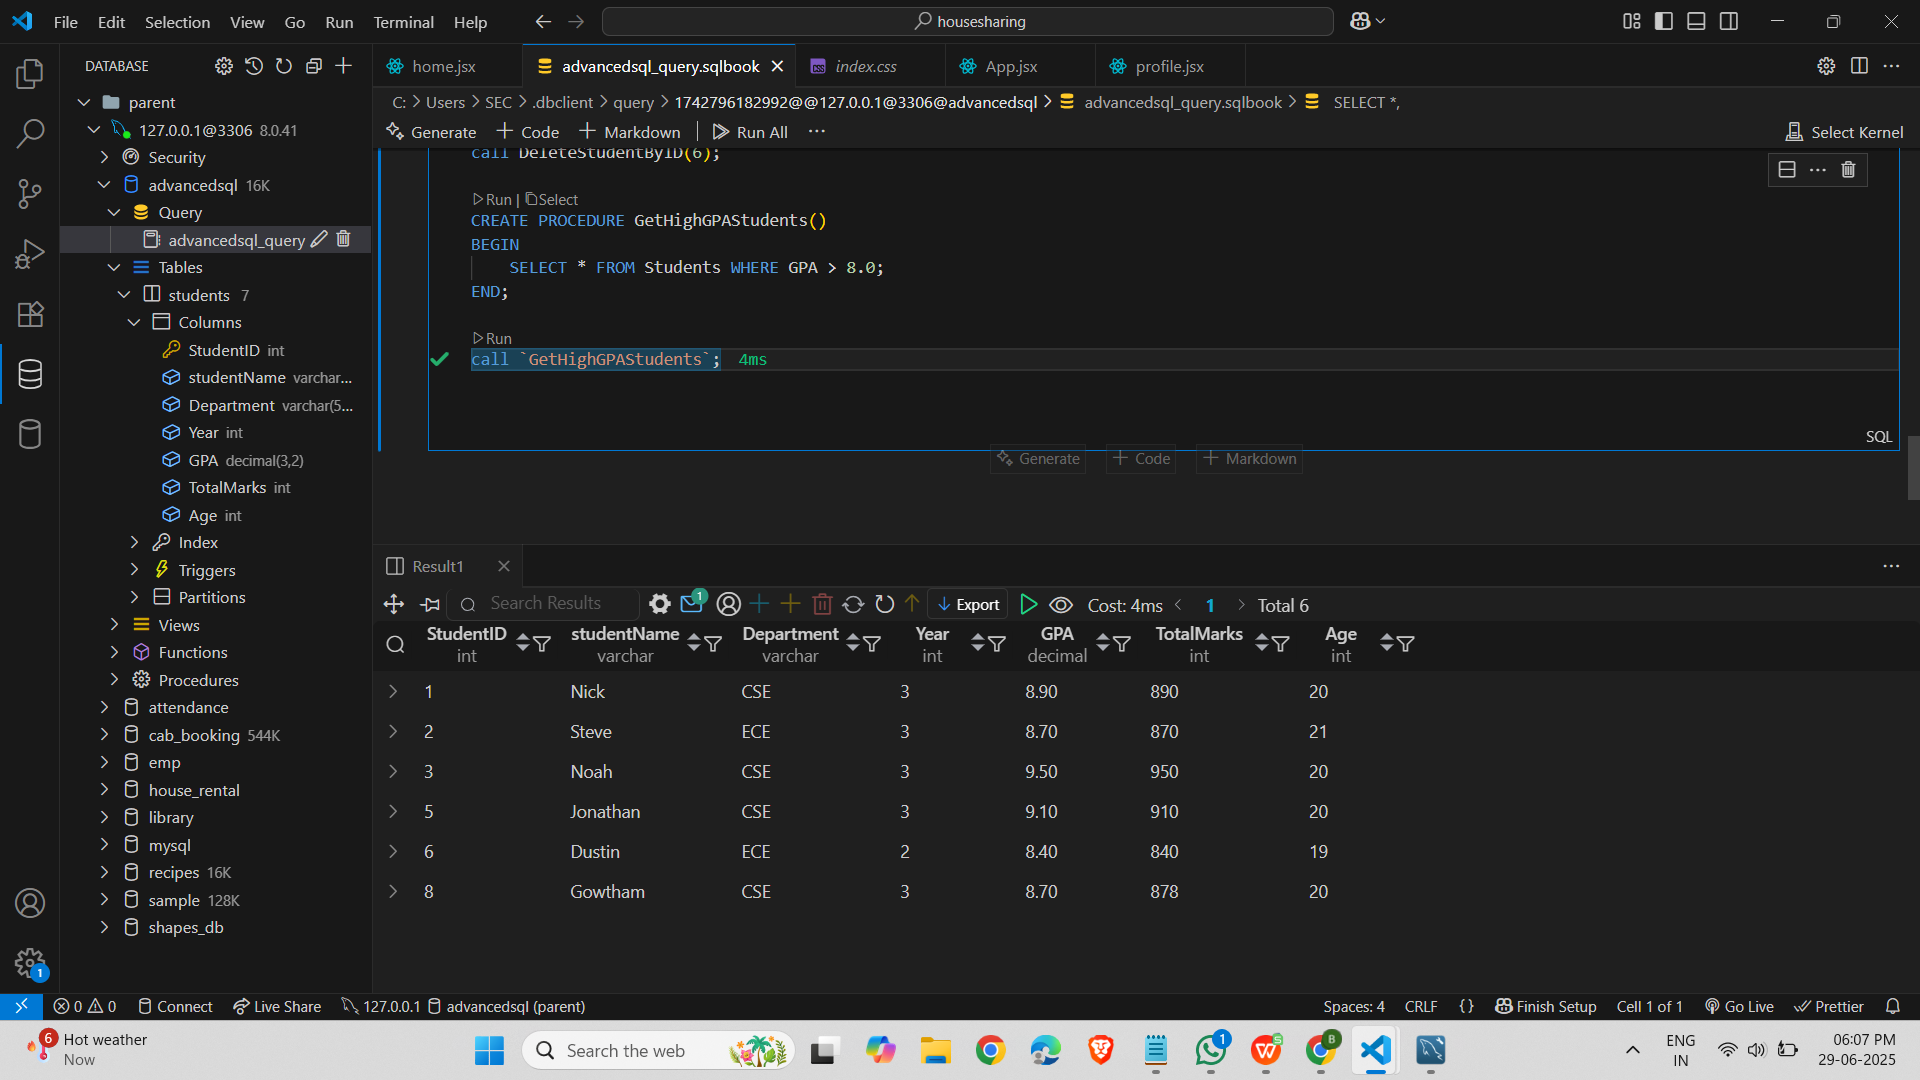 File Edit Selection View Go Run Terminal Help
housesharing
DATABASE
parent
127.0.0.1@3306 8.0.41
Security
advancedsql 16K
Query
advancedsql_query
Tables
students 7
Columns
StudentID int
studentName varchar...
Department varchar(5...
Year int
GPA decimal(3,2)
TotalMarks int
Age int
Index
Triggers
Partitions
Views
Functions
Procedures
attendance
cab_booking 544K
emp
house_rental
library
mysql
recipes 16K
sample 128K
shapes_db
1
home.jsx
advancedsql_query.sqlbook
index.css
App.jsx
profile.jsx
C: > Users > SEC > .dbclient > query > 1742796182992@@127.0.0.1@3306@advancedsql > advancedsql_query.sqlbook > SELECT *,
Generate + Code + Markdown | Run All ...
Select Kernel
call DeleteStudentByID(6);
Run | Select
CREATE PROCEDURE GetHighGPAStudents()
BEGIN
SELECT * FROM Students WHERE GPA > 8.0;
END;
Run
call `GetHighGPAStudents`; 4ms
SQL
Generate + Code + Markdown
Result1
Search Results
1
Export
Cost: 4ms < 1 > Total 6
StudentID studentName Department Year GPA TotalMarks Age
int varchar varchar int decimal int int
1 Nick CSE 3 8.90 890 20
2 Steve ECE 3 8.70 870 21
3 Noah CSE 3 9.50 950 20
5 Jonathan CSE 3 9.10 910 20
6 Dustin ECE 2 8.40 840 19
8 Gowtham CSE 3 8.70 878 20
0 0 Connect Live Share 127.0.0.1 advancedsql (parent)
Spaces: 4 CRLF {} Finish Setup Cell 1 of 1 Go Live Prettier
6
Hot weather
Now
Search the web
1
S
B
ENG
IN
06:07 PM
29-06-2025